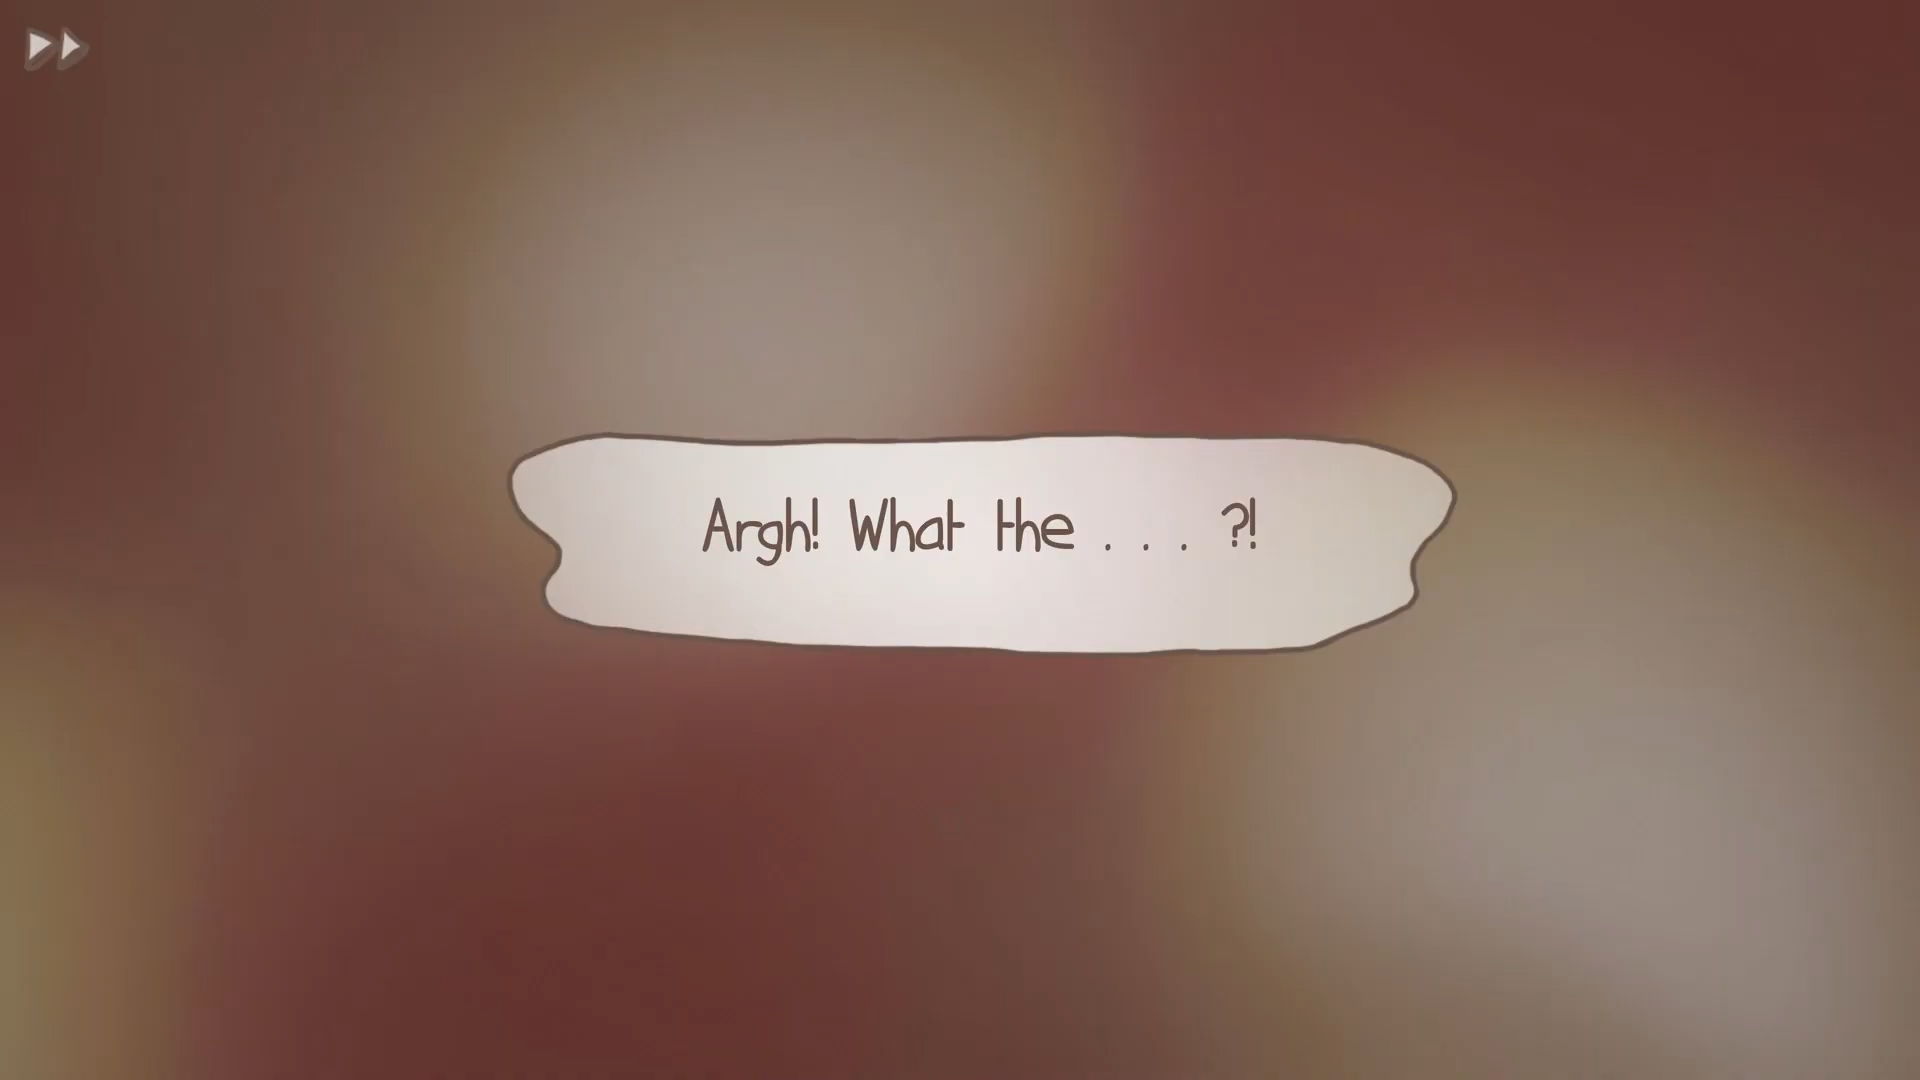 Argh! What the . . . ?!